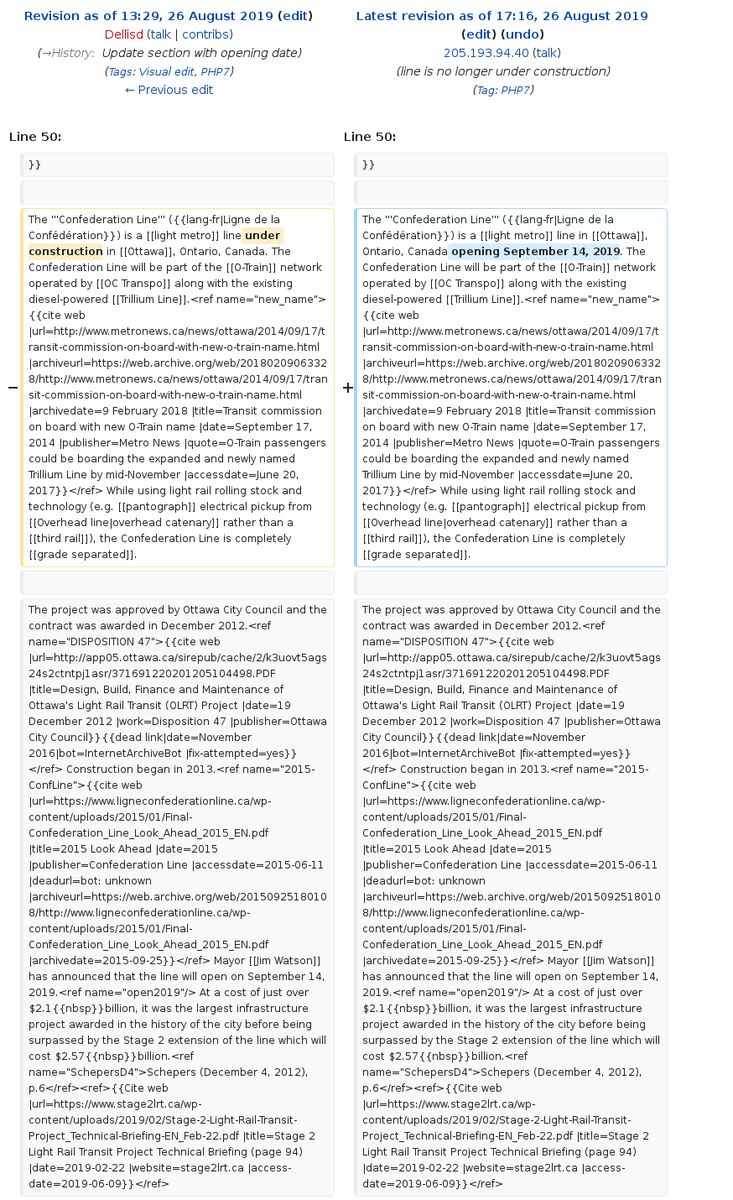 Revision as of 13:29, 26 August 2019 (edit)
Dellisd (talk | contribs)
(→History: Update section with opening date)
(Tags: Visual edit, PHP7)
← Previous edit
Latest revision as of 17:16, 26 August 2019
(edit) (undo)
205.193.94.40 (talk)
(line is no longer under construction)
(Tag: PHP7)
Line 50:
}}
−
The '''Confederation Line''' ({{lang-fr|Ligne de la
Confédération}}) is a [[light metro]] line under
construction in [[Ottawa]], Ontario, Canada. The
Confederation Line will be part of the [[O-Train]] network
operated by [[OC Transpo]] along with the existing
diesel-powered [[Trillium Line]].<ref name="new_name">
{{cite web
|url=http://www.metronews.ca/news/ottawa/2014/09/17/t
ransit-commission-on-board-with-new-o-train-name.html
|archiveurl=https://web.archive.org/web/2018020906332
8/http://www.metronews.ca/news/ottawa/2014/09/17/tran
sit-commission-on-board-with-new-o-train-name.html
|archivedate=9 February 2018 |title=Transit commission
on board with new O-Train name |date=September 17,
2014 |publisher=Metro News |quote=O-Train passengers
could be boarding the expanded and newly named
Trillium Line by mid-November |accessdate=June 20,
2017}}</ref> While using light rail rolling stock and
technology (e.g. [[pantograph]] electrical pickup from
[[Overhead line|overhead catenary]] rather than a
[[third rail]]), the Confederation Line is completely
[[grade separated]].
The project was approved by Ottawa City Council and the
contract was awarded in December 2012.<ref
name="DISPOSITION 47">{{cite web
|url=http://app05.ottawa.ca/sirepub/cache/2/k3uovt5ags
24s2ctntpj1asr/371691220201205104498.PDF
|title=Design, Build, Finance and Maintenance of
Ottawa's Light Rail Transit (OLRT) Project |date=19
December 2012 |work=Disposition 47 |publisher=Ottawa
City Council}}{{dead link|date=November
2016|bot=InternetArchiveBot |fix-attempted=yes}}
</ref> Construction began in 2013.<ref name="2015-
ConfLine">{{cite web
|url=https://www.ligneconfederationline.ca/wp-
content/uploads/2015/01/Final-
Confederation_Line_Look_Ahead_2015_EN.pdf
|title=2015 Look Ahead |date=2015
|publisher=Confederation Line |accessdate=2015-06-11
|deadurl=bot: unknown
|archiveurl=https://web.archive.org/web/2015092518010
8/http://www.ligneconfederationline.ca/wp-
content/uploads/2015/01/Final-
Confederation_Line_Look_Ahead_2015_EN.pdf
|archivedate=2015-09-25}}</ref> Mayor [[Jim Watson]]
has announced that the line will open on September 14,
2019.<ref name="open2019"/> At a cost of just over
$2.1{{nbsp}}billion, it was the largest infrastructure
project awarded in the history of the city before being
surpassed by the Stage 2 extension of the line which will
cost $2.57{{nbsp}}billion.<ref
name="SchepersD4">Schepers (December 4, 2012),
p.6</ref><ref>{{Cite web
|url=https://www.stage2lrt.ca/wp-
content/uploads/2019/02/Stage-2-Light-Rail-Transit-
Project_Technical-Briefing-EN_Feb-22.pdf |title=Stage 2
Light Rail Transit Project Technical Briefing (page 94)
|date=2019-02-22 |website=stage2lrt.ca |access-
date=2019-06-09}}</ref>
Line 50:
}}
+
The '''Confederation Line''' ({{lang-fr|Ligne de la
Confédération}}) is a [[light metro]] line in [[Ottawa]],
Ontario, Canada opening September 14, 2019. The
Confederation Line will be part of the [[O-Train]] network
operated by [[OC Transpo]] along with the existing
diesel-powered [[Trillium Line]].<ref name="new_name">
{{cite web
|url=http://www.metronews.ca/news/ottawa/2014/09/17/t
ransit-commission-on-board-with-new-o-train-name.html
|archiveurl=https://web.archive.org/web/2018020906332
8/http://www.metronews.ca/news/ottawa/2014/09/17/tran
sit-commission-on-board-with-new-o-train-name.html
|archivedate=9 February 2018 |title=Transit commission
on board with new O-Train name |date=September 17,
2014 |publisher=Metro News |quote=O-Train passengers
could be boarding the expanded and newly named
Trillium Line by mid-November |accessdate=June 20,
2017}}</ref> While using light rail rolling stock and
technology (e.g. [[pantograph]] electrical pickup from
[[Overhead line|overhead catenary]] rather than a
[[third rail]]), the Confederation Line is completely
[[grade separated]].
The project was approved by Ottawa City Council and the
contract was awarded in December 2012.<ref
name="DISPOSITION 47">{{cite web
|url=http://app05.ottawa.ca/sirepub/cache/2/k3uovt5ags
24s2ctntpj1asr/371691220201205104498.PDF
|title=Design, Build, Finance and Maintenance of
Ottawa's Light Rail Transit (OLRT) Project |date=19
December 2012 |work=Disposition 47 |publisher=Ottawa
City Council}}{{dead link|date=November
2016|bot=InternetArchiveBot |fix-attempted=yes}}
</ref> Construction began in 2013.<ref name="2015-
ConfLine">{{cite web
|url=https://www.ligneconfederationline.ca/wp-
content/uploads/2015/01/Final-
Confederation_Line_Look_Ahead_2015_EN.pdf
|title=2015 Look Ahead |date=2015
|publisher=Confederation Line |accessdate=2015-06-11
|deadurl=bot: unknown
|archiveurl=https://web.archive.org/web/2015092518010
8/http://www.ligneconfederationline.ca/wp-
content/uploads/2015/01/Final-
Confederation_Line_Look_Ahead_2015_EN.pdf
|archivedate=2015-09-25}}</ref> Mayor [[Jim Watson]]
has announced that the line will open on September 14,
2019.<ref name="open2019"/> At a cost of just over
$2.1{{nbsp}}billion, it was the largest infrastructure
project awarded in the history of the city before being
surpassed by the Stage 2 extension of the line which will
cost $2.57{{nbsp}}billion.<ref
name="SchepersD4">Schepers (December 4, 2012),
p.6</ref><ref>{{Cite web
|url=https://www.stage2lrt.ca/wp-
content/uploads/2019/02/Stage-2-Light-Rail-Transit-
Project_Technical-Briefing-EN_Feb-22.pdf |title=Stage 2
Light Rail Transit Project Technical Briefing (page 94)
|date=2019-02-22 |website=stage2lrt.ca |access-
date=2019-06-09}}</ref>